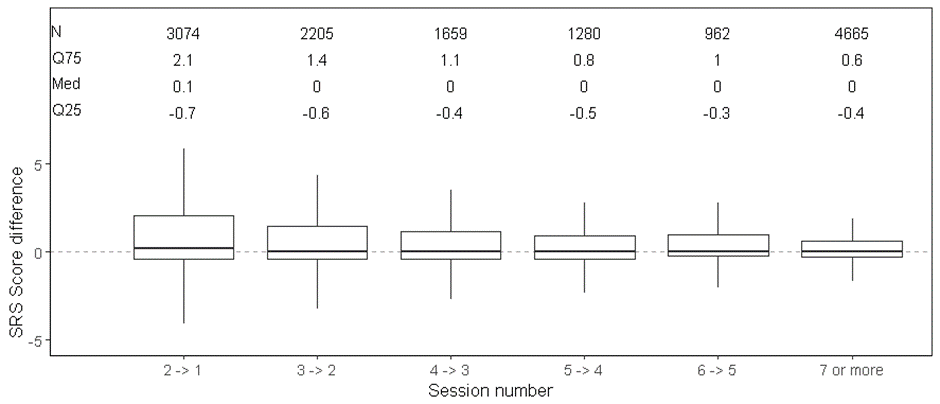 N 3074 2205 1659 1280 962 4665
Q75 2.1 1.4 1.1 0.8 1 0.6
Med 0.1 0 0 0 0 0
Q25 -0.7 -0.6 -0.4 -0.5 -0.3 -0.4
SRS Score difference
5
0
-5
2 -> 1 3 -> 2 4 -> 3 5 -> 4 6 -> 5 7 or more
Session number